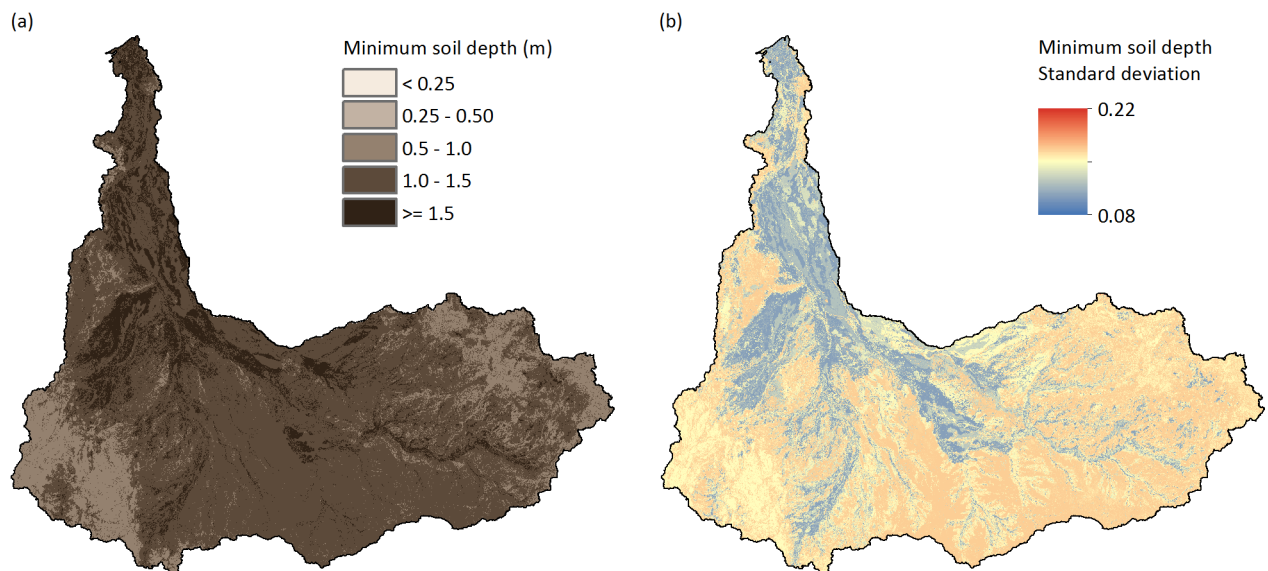 (a)
Minimum soil depth (m)
< 0.25
0.25 - 0.50
0.5 - 1.0
1.0 - 1.5
>= 1.5
(b)
Minimum soil depth
Standard deviation
0.22
0.08